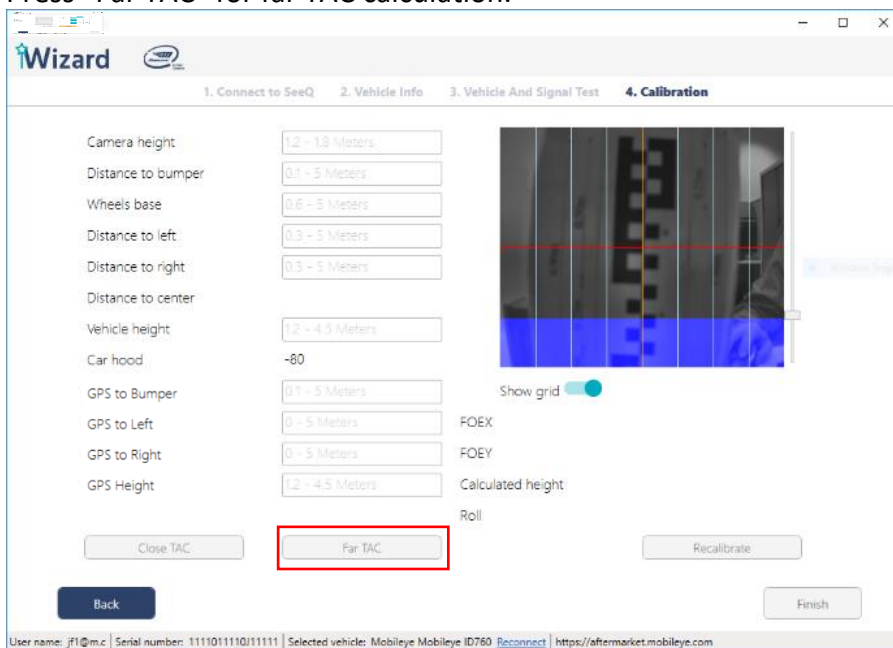 Press "Far TAC" for far TAC calculation.
Wizard
1. Connect to SeeQ 2. Vehicle Info 3. Vehicle And Signal Test 4. Calibration
Camera height 1.2 - 1.8 Meters
Distance to bumper 0.1 - 5 Meters
Wheels base 0.6 - 5 Meters
Distance to left 0.3 - 5 Meters
Distance to right 0.3 - 5 Meters
Distance to center
Vehicle height 1.2 - 4.5 Meters
Car hood -80
Show grid
GPS to Bumper 0.1 - 5 Meters
GPS to Left 0 - 5 Meters FOEX
GPS to Right 0 - 5 Meters FOEY
GPS Height 1.2 - 4.5 Meters Calculated height
Roll
Close TAC Far TAC Recalibrate
Back Finish
User name: jf1@m.c Serial number: 1111011110J11111 Selected vehicle: Mobileye Mobileye ID760 Reconnect https://aftermarket.mobileye.com